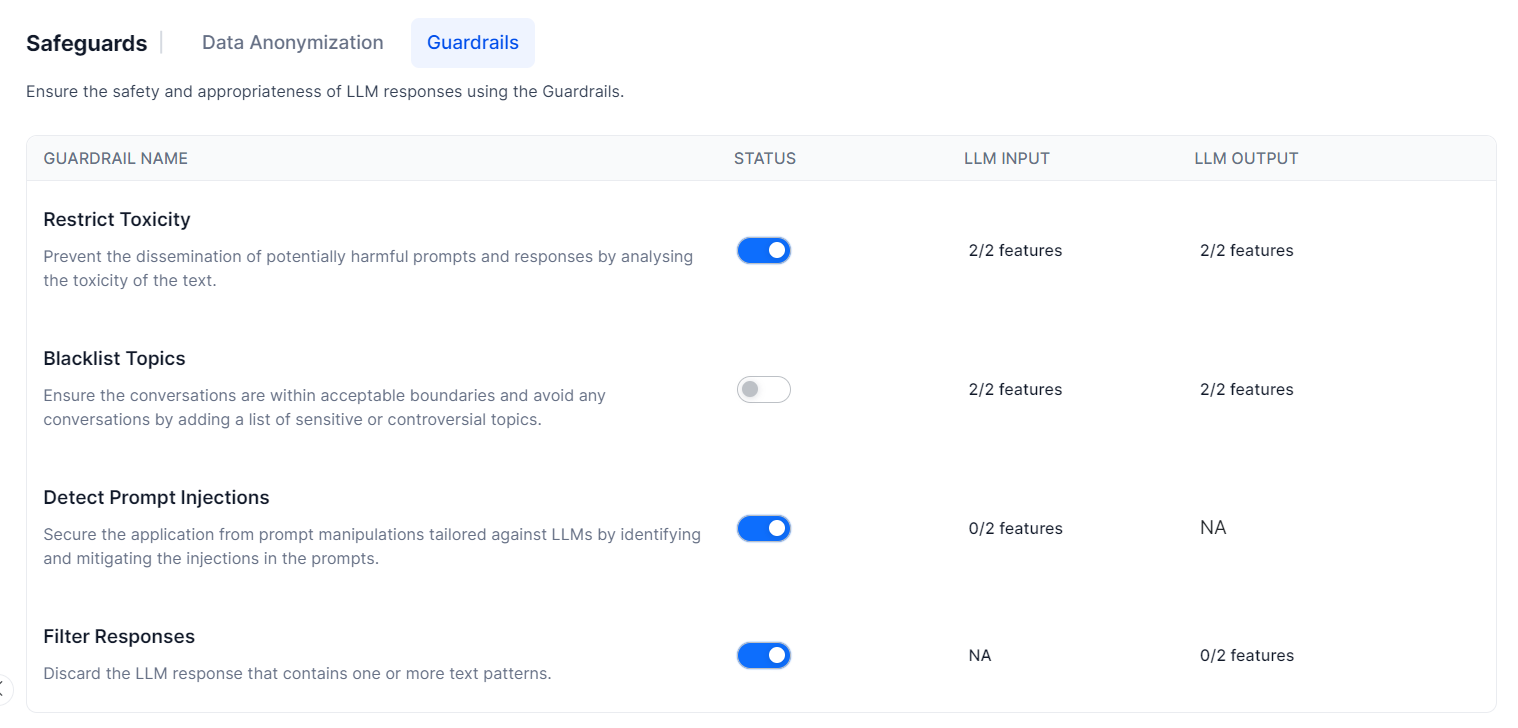 Safeguards
Data Anonymization
Guardrails
Ensure the safety and appropriateness of LLM responses using the Guardrails.
GUARDRAIL NAME STATUS LLM INPUT LLM OUTPUT
Restrict Toxicity
Prevent the dissemination of potentially harmful prompts and responses by analysing
the toxicity of the text.
2/2 features 2/2 features
Blacklist Topics
Ensure the conversations are within acceptable boundaries and avoid any
conversations by adding a list of sensitive or controversial topics.
2/2 features 2/2 features
Detect Prompt Injections
Secure the application from prompt manipulations tailored against LLMs by identifying
and mitigating the injections in the prompts.
0/2 features NA
Filter Responses
Discard the LLM response that contains one or more text patterns.
NA 0/2 features